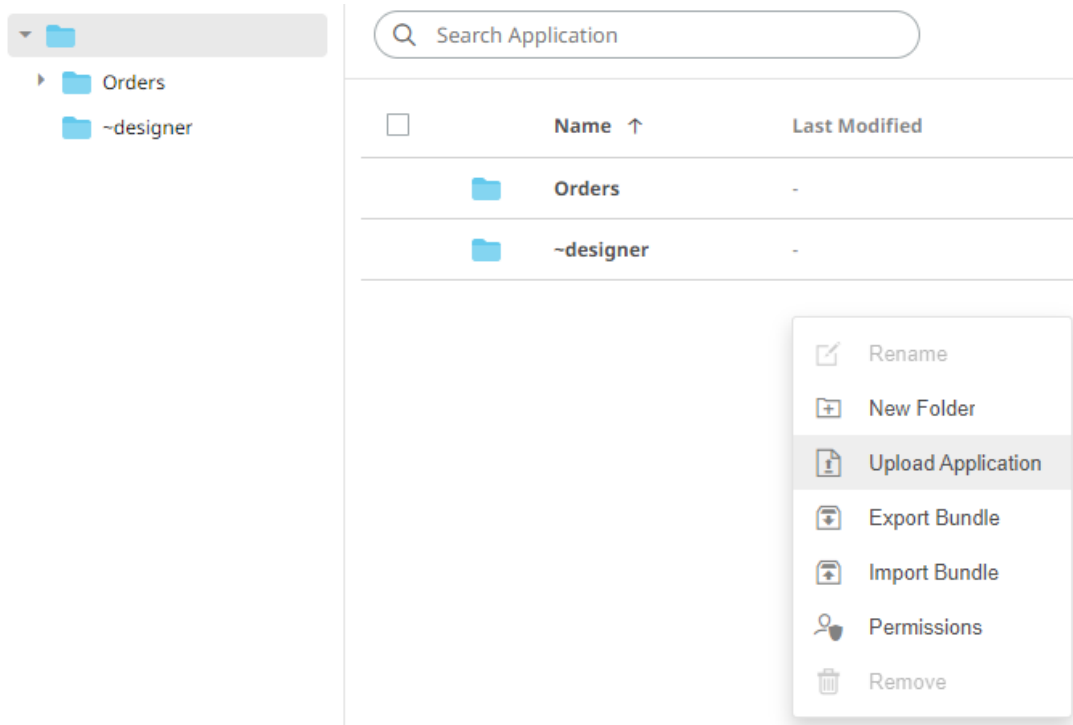 Orders
~designer
Search Application
Name ↑ Last Modified
Orders -
~designer -
Rename
New Folder
Upload Application
Export Bundle
Import Bundle
Permissions
Remove